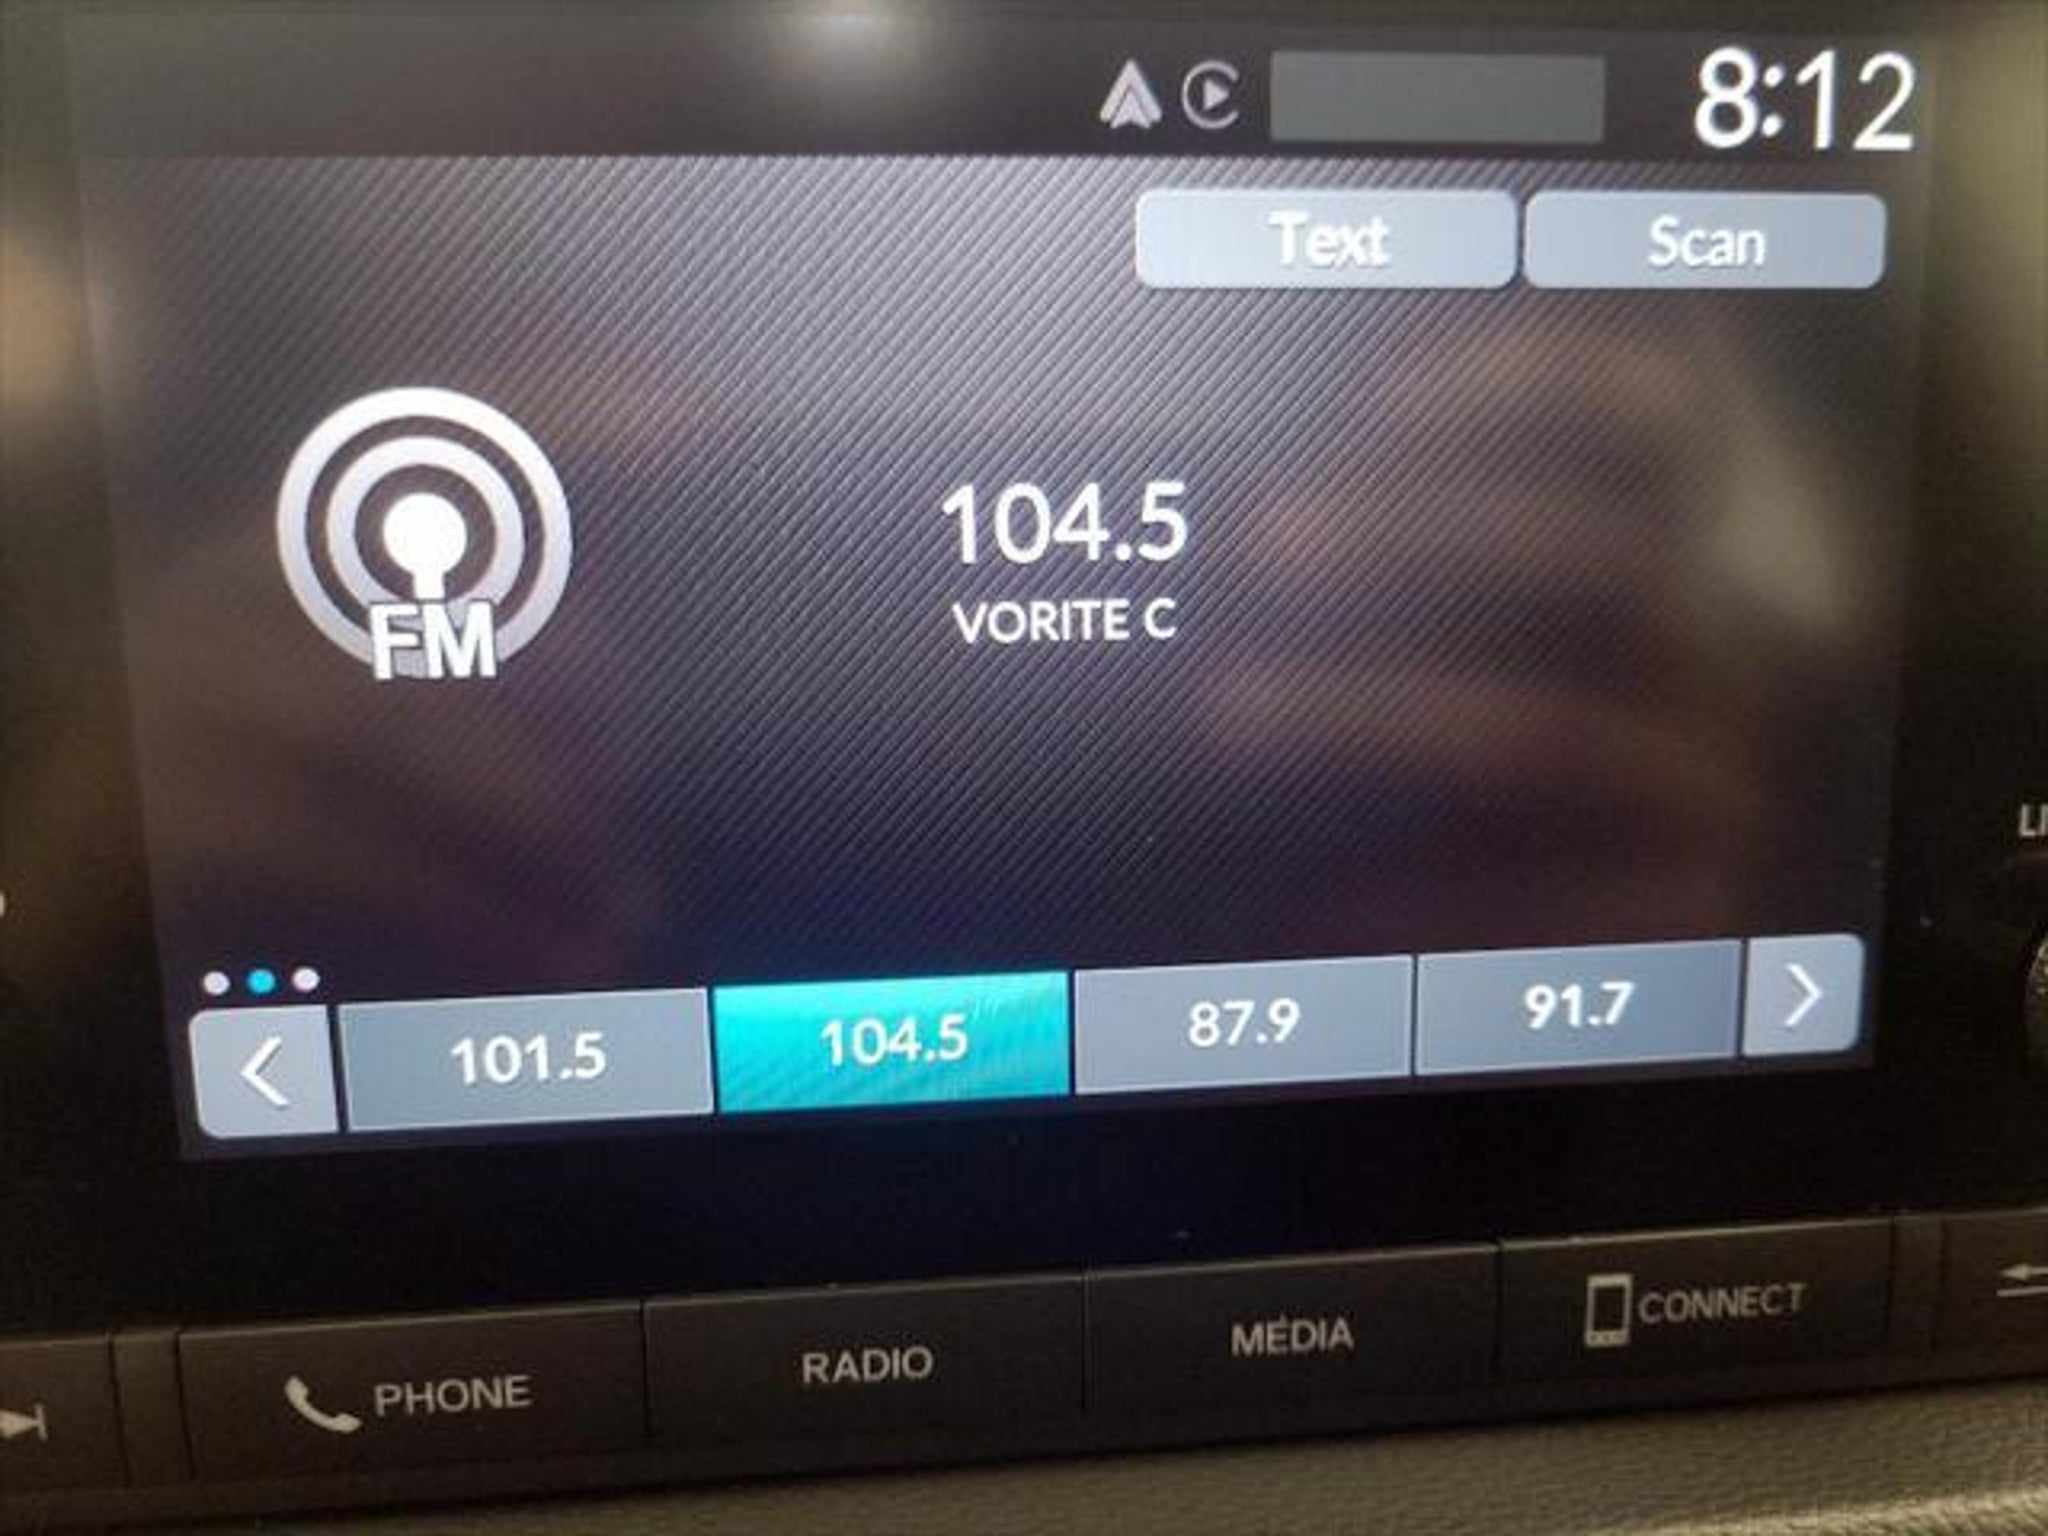 8:12
Text Scan
FM
104.5
VORITE C
101.5 104.5 87.9 91.7
PHONE RADIO MÉDIA CONNECT